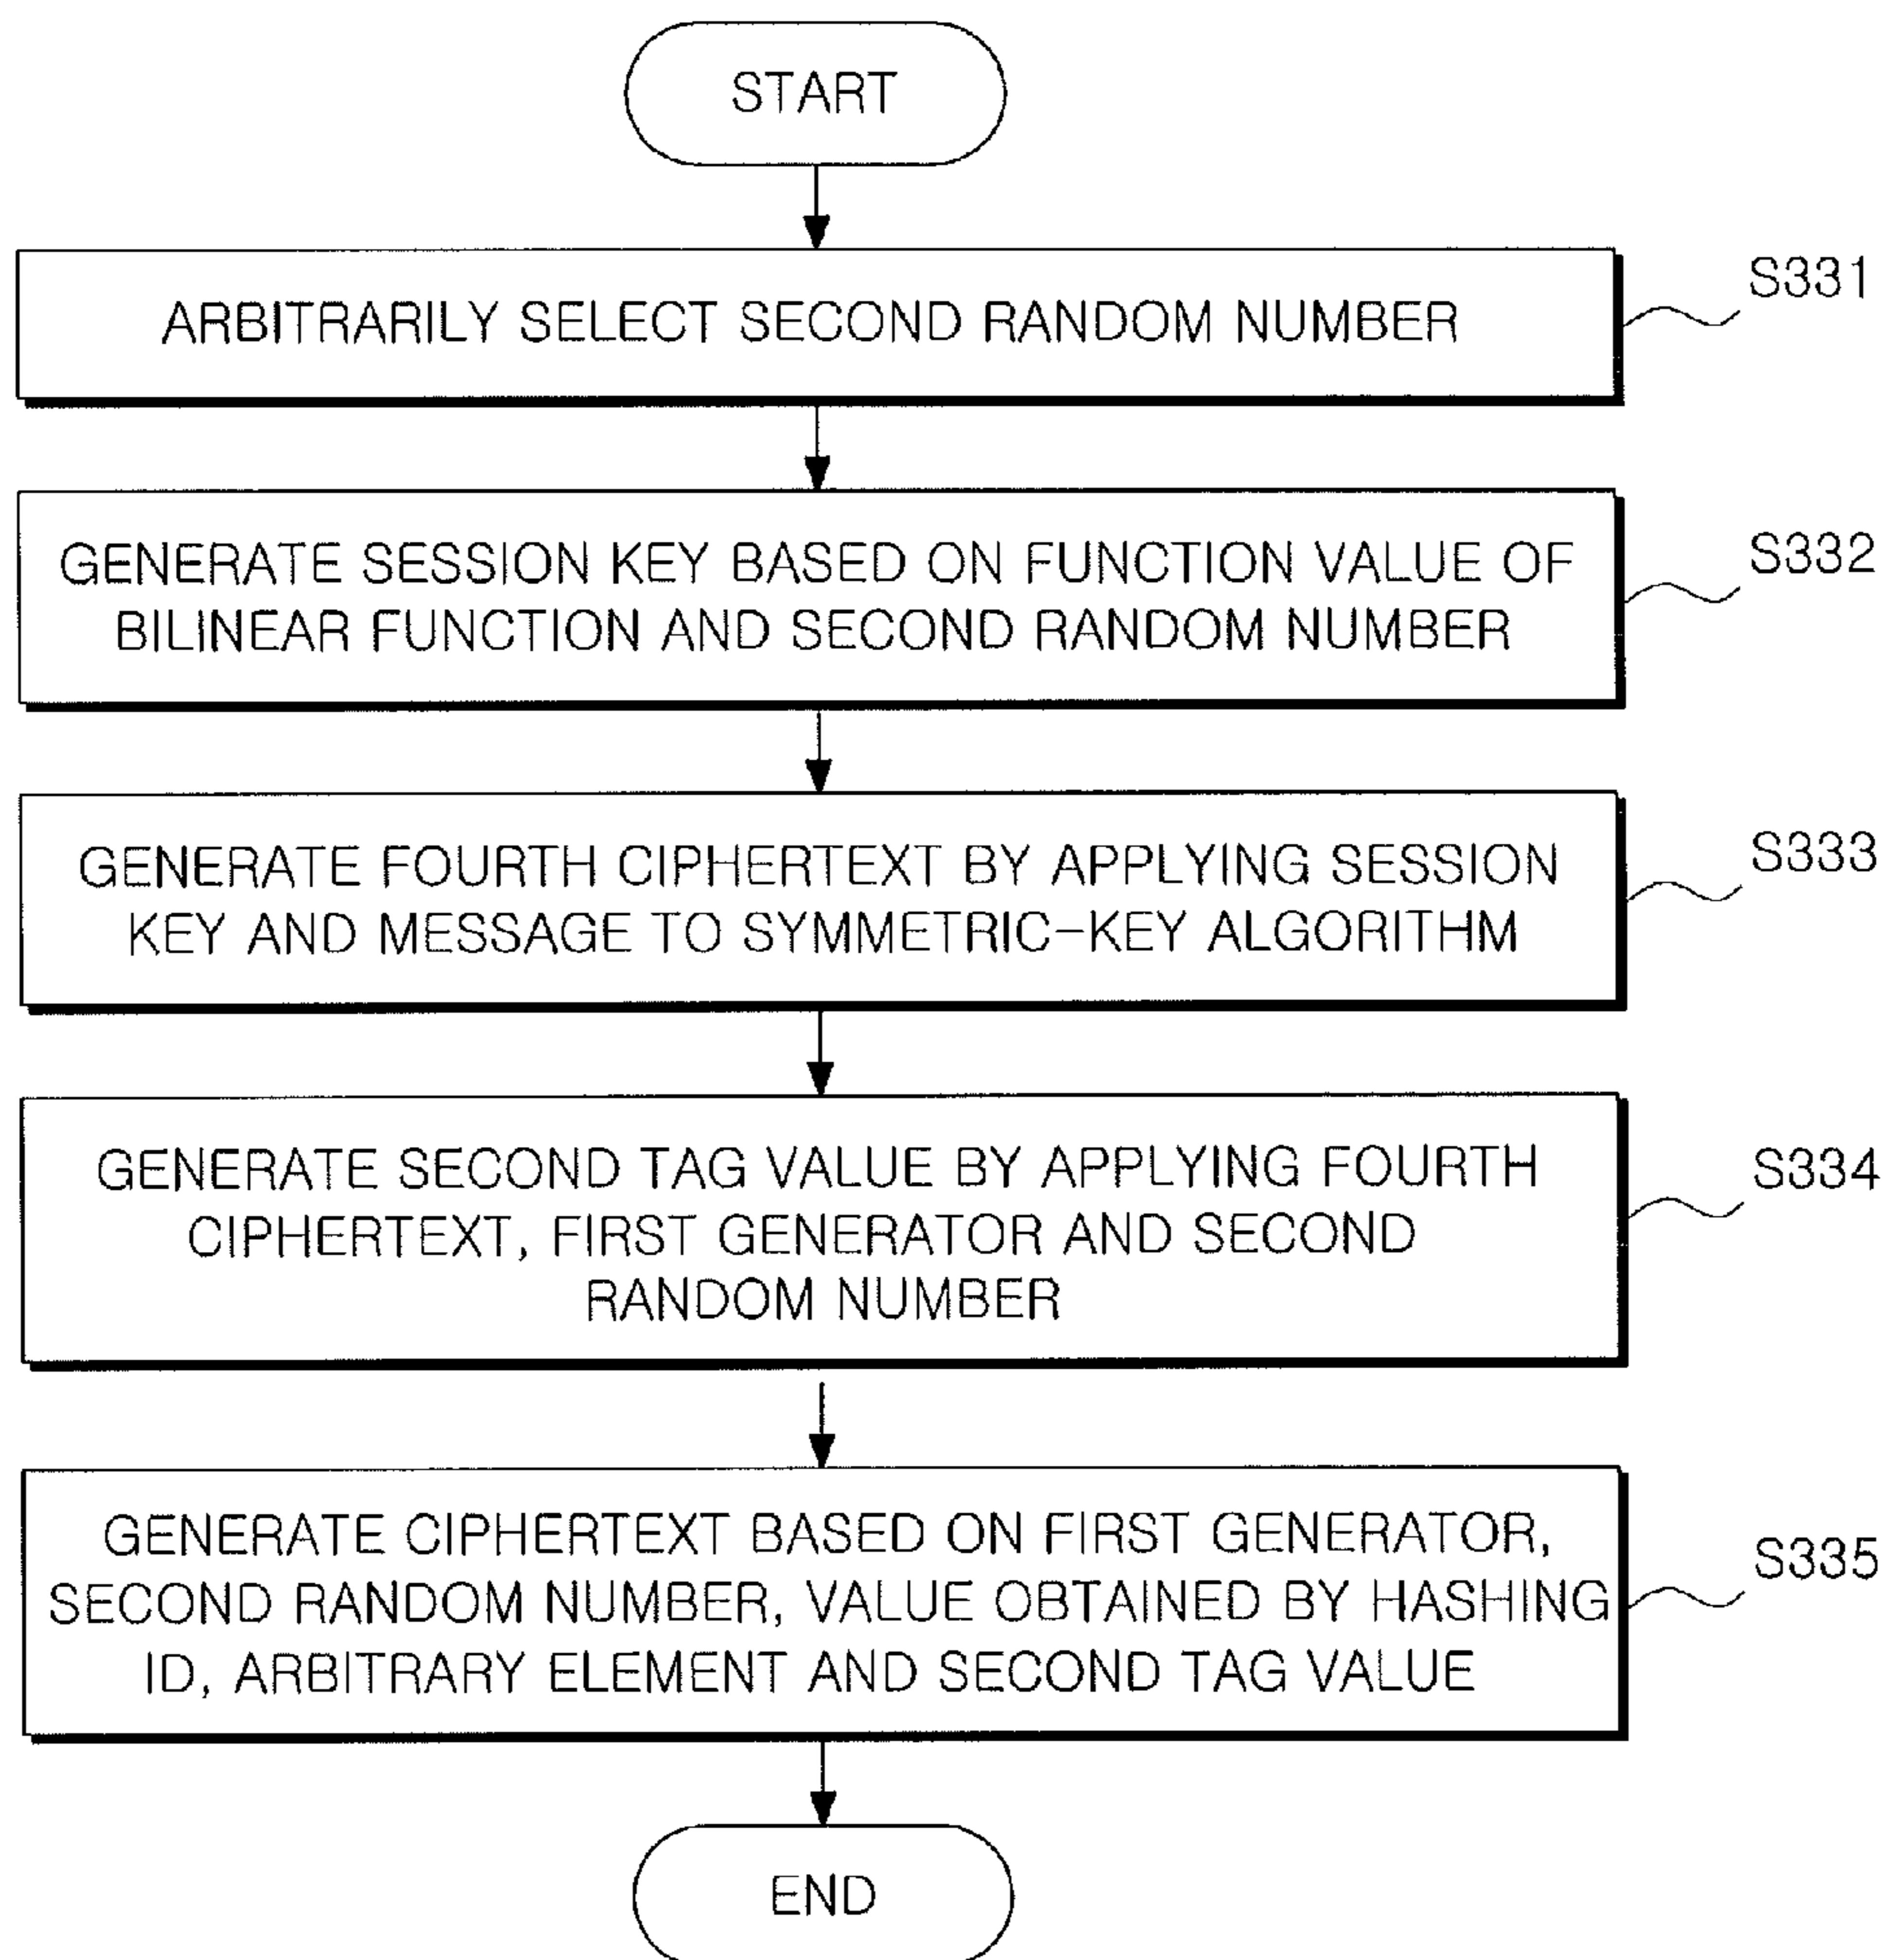 START
ARBITRARILY SELECT SECOND RANDOM NUMBER
S331
GENERATE SESSION KEY BASED ON FUNCTION VALUE OF
BILINEAR FUNCTION AND SECOND RANDOM NUMBER
S332
GENERATE FOURTH CIPHERTEXT BY APPLYING SESSION
KEY AND MESSAGE TO SYMMETRIC-KEY ALGORITHM
S333
GENERATE SECOND TAG VALUE BY APPLYING FOURTH
CIPHERTEXT, FIRST GENERATOR AND SECOND
RANDOM NUMBER
S334
GENERATE CIPHERTEXT BASED ON FIRST GENERATOR,
SECOND RANDOM NUMBER, VALUE OBTAINED BY HASHING
ID, ARBITRARY ELEMENT AND SECOND TAG VALUE
S335
END